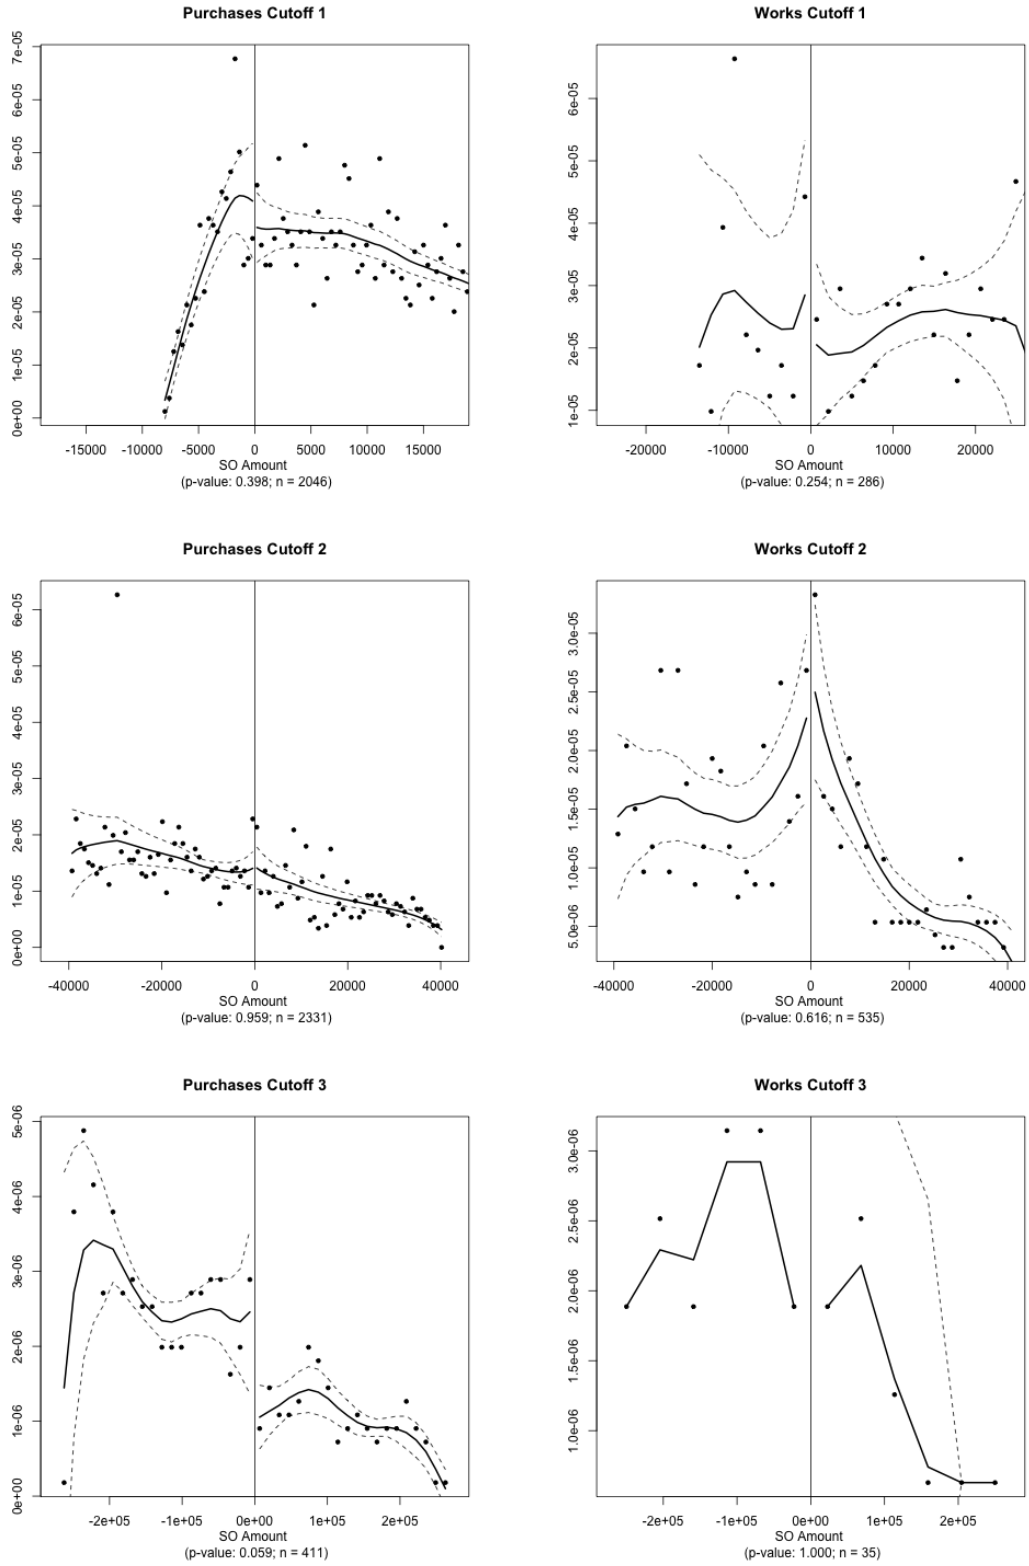 Purchases Cutoff 1
7e-05
6e-05
5e-05
4e-05
3e-05
2e-05
1e-05
0e+00
-15000 -10000 -5000 0 5000 10000 15000
SO Amount
(p-value: 0.398; n = 2046)
Works Cutoff 1
6e-05
5e-05
4e-05
3e-05
2e-05
1e-05
-20000 -10000 0 10000 20000
SO Amount
(p-value: 0.254; n = 286)
Purchases Cutoff 2
6e-05
5e-05
4e-05
3e-05
2e-05
1e-05
0e+00
-40000 -20000 0 20000 40000
SO Amount
(p-value: 0.959; n = 2331)
Works Cutoff 2
3.0e-05
2.5e-05
2.0e-05
1.5e-05
1.0e-05
5.0e-06
-40000 -20000 0 20000 40000
SO Amount
(p-value: 0.616; n = 535)
Purchases Cutoff 3
5e-06
4e-06
3e-06
2e-06
1e-06
0e+00
-2e+05 -1e+05 0e+00 1e+05 2e+05
SO Amount
(p-value: 0.059; n = 411)
Works Cutoff 3
3.0e-06
2.5e-06
2.0e-06
1.5e-06
1.0e-06
-2e+05 -1e+05 0e+00 1e+05 2e+05
SO Amount
(p-value: 1.000; n = 35)